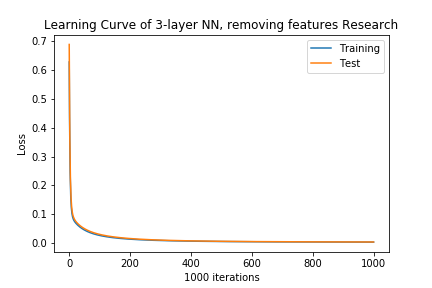 Learning Curve of 3-layer NN, removing features Research
Training
Test
Loss
0.7
0.6
0.5
0.4
0.3
0.2
0.1
0.0
0 200 400 600 800 1000
1000 iterations